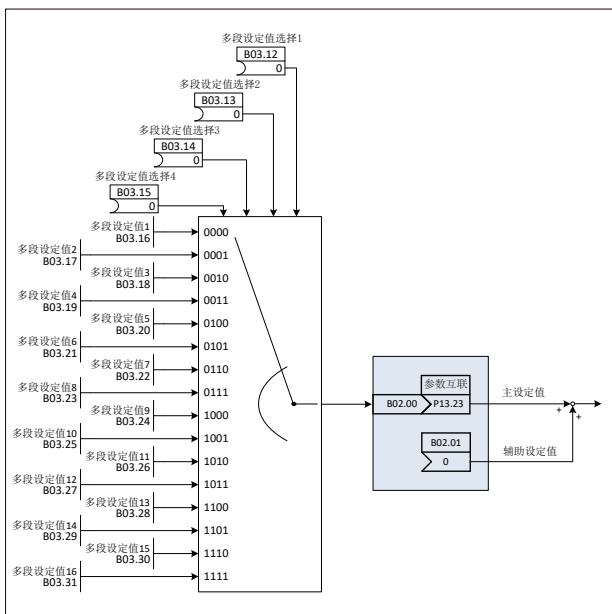 多段设定值选择1
B03.12
0
多段设定值选择2
B03.13
0
多段设定值选择3
B03.14
0
多段设定值选择4
B03.15
0
多段设定值1
B03.16
0000
多段设定值2
B03.17
0001
多段设定值3
B03.18
0010
多段设定值4
B03.19
0011
多段设定值5
B03.20
0100
多段设定值6
B03.21
0101
多段设定值7
B03.22
0110
多段设定值8
B03.23
0111
多段设定值9
B03.24
1000
多段设定值10
B03.25
1001
多段设定值11
B03.26
1010
多段设定值12
B03.27
1011
多段设定值13
B03.28
1100
多段设定值14
B03.29
1101
多段设定值15
B03.30
1110
多段设定值16
B03.31
1111
参数互联
B02.00 P13.23
主设定值
+
+
B02.01
0
辅助设定值